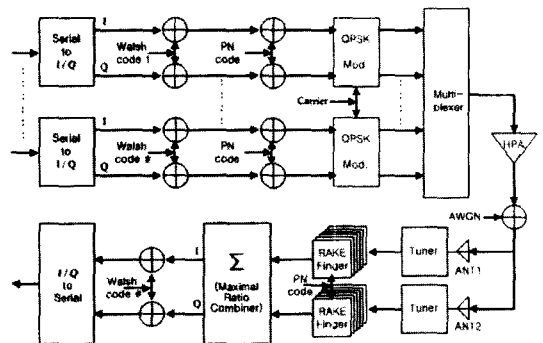 Serial
to
I / Q
I
Q
Walsh
code 1
PN
code
QPSK
Mod.
Carrier
Multi-
plexer
HPA
Serial
to
I / Q
I
Q
Walsh
code #
PN
code
QPSK
Mod.
AWGN
I / Q
to
Serial
Walsh
code #
I
Q
Σ
(Maximal
Ratio
Combiner)
RAKE
Finger
PN
code
RAKE
Finger
Tuner
ANT1
Tuner
ANT2